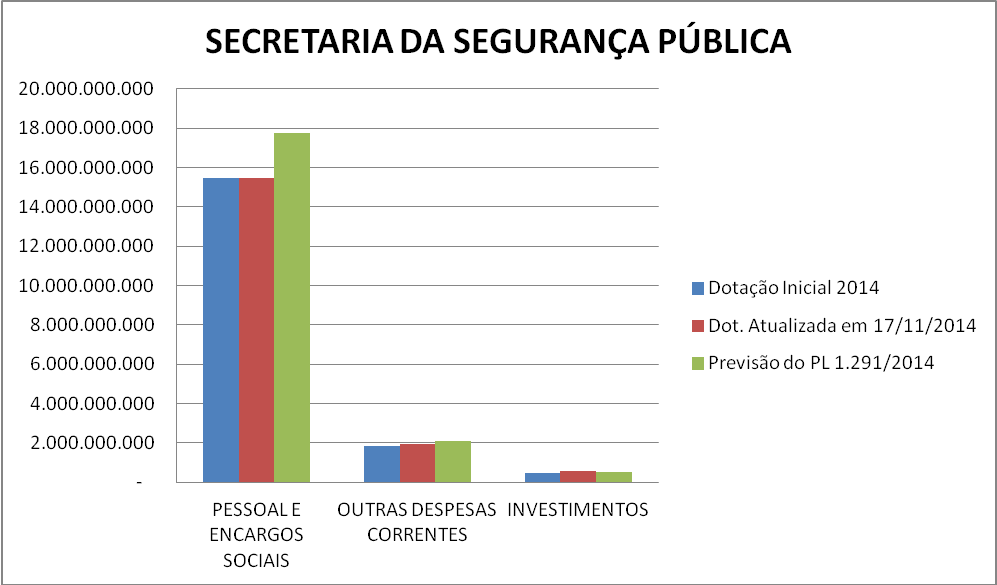 SECRETARIA DA SEGURANÇA PÚBLICA
20.000.000.000
18.000.000.000
16.000.000.000
14.000.000.000
12.000.000.000
10.000.000.000
8.000.000.000
6.000.000.000
4.000.000.000
2.000.000.000
-
PESSOAL E
ENCARGOS
SOCIAIS
OUTRAS DESPESAS
CORRENTES
INVESTIMENTOS
Dotação Inicial 2014
Dot. Atualizada em 17/11/2014
Previsão do PL 1.291/2014